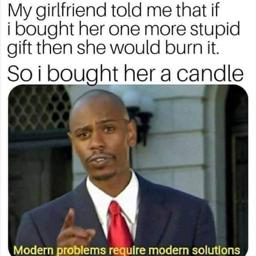 My girlfriend told me that if
i bought her one more stupid
gift then she would burn it.
So i bought her a candle
Modern problems require modern solutions